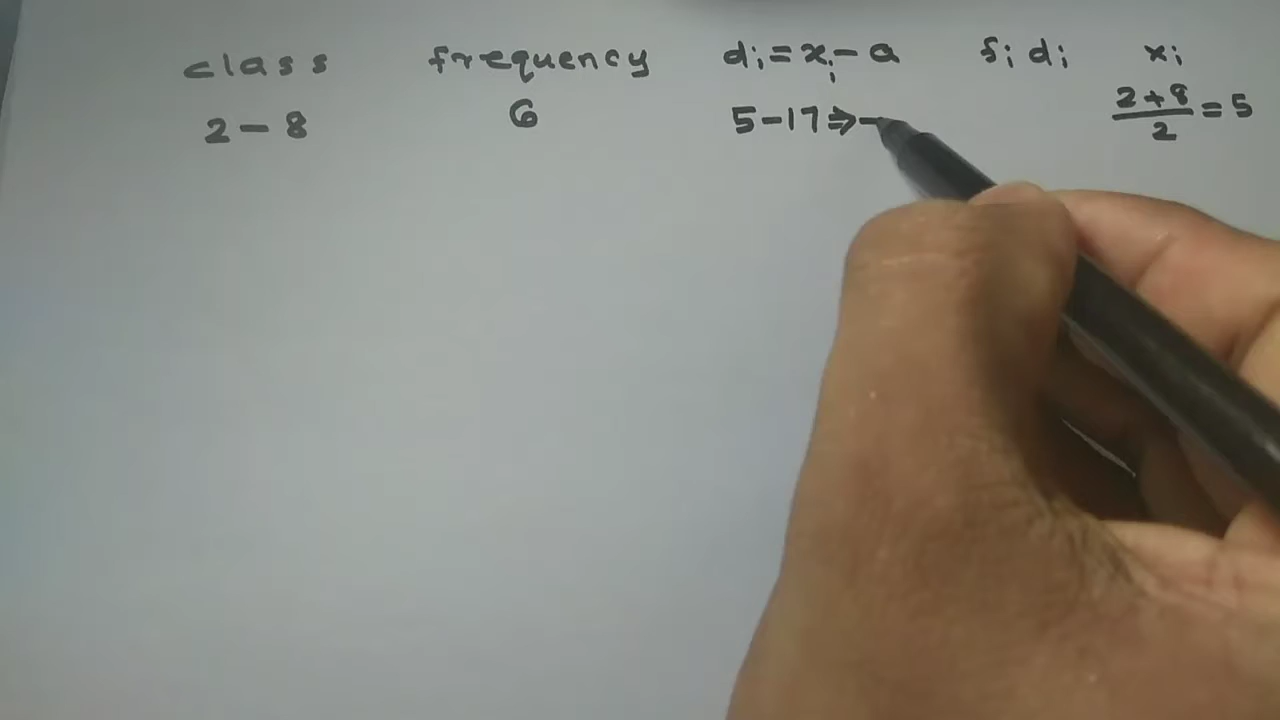 class frequency di = xi - a fi di xi
2 - 8 6 5 - 17 ⇒ - (2+8)/2 = 5